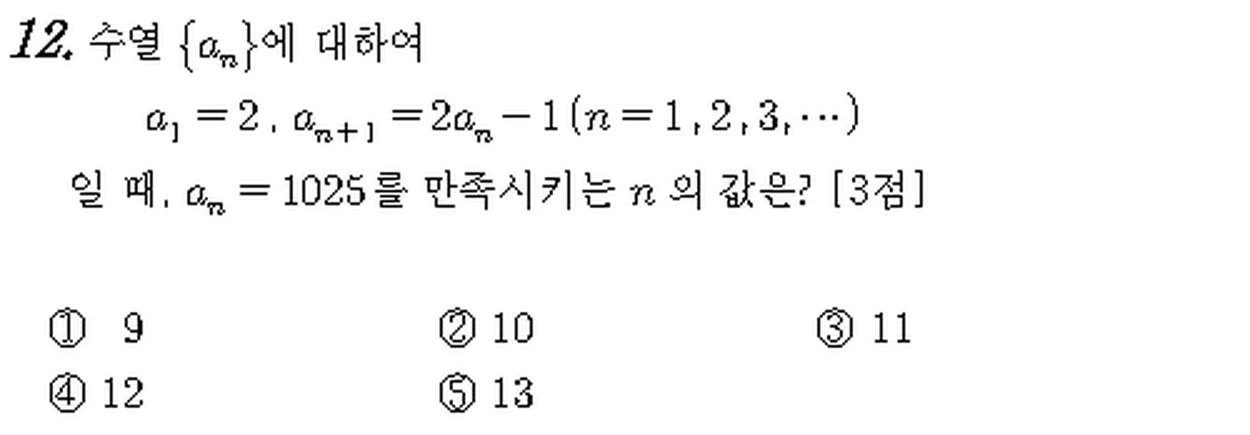 12. 수열 {aₙ}에 대하여
a₁ = 2, aₙ₊₁ = 2aₙ - 1 (n = 1, 2, 3, ⋯)
일 때, aₙ = 1025를 만족시키는 n 의 값은? [3점]
① 9 ② 10 ③ 11
④ 12 ⑤ 13